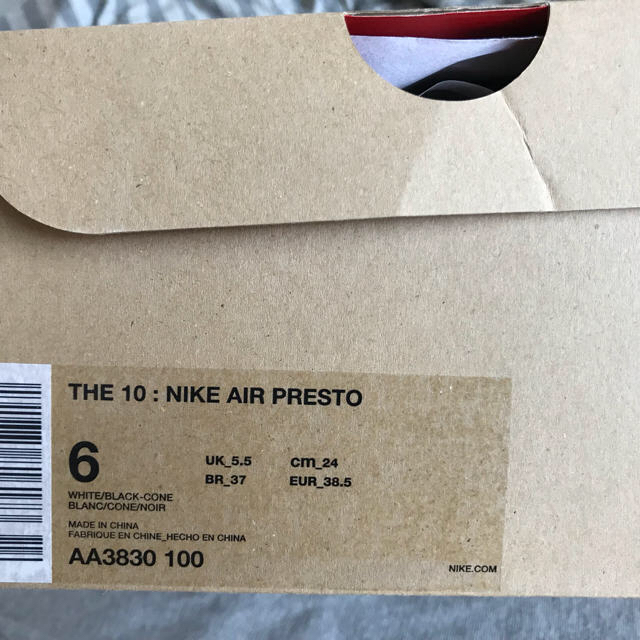 THE 10 : NIKE AIR PRESTO
6
UK_5.5 cm_24
BR_37 EUR_38.5
WHITE/BLACK-CONE
BLANC/CONE/NOIR
MADE IN CHINA
FABRIQUE EN CHINE_HECHO EN CHINA
AA3830 100
NIKE.COM